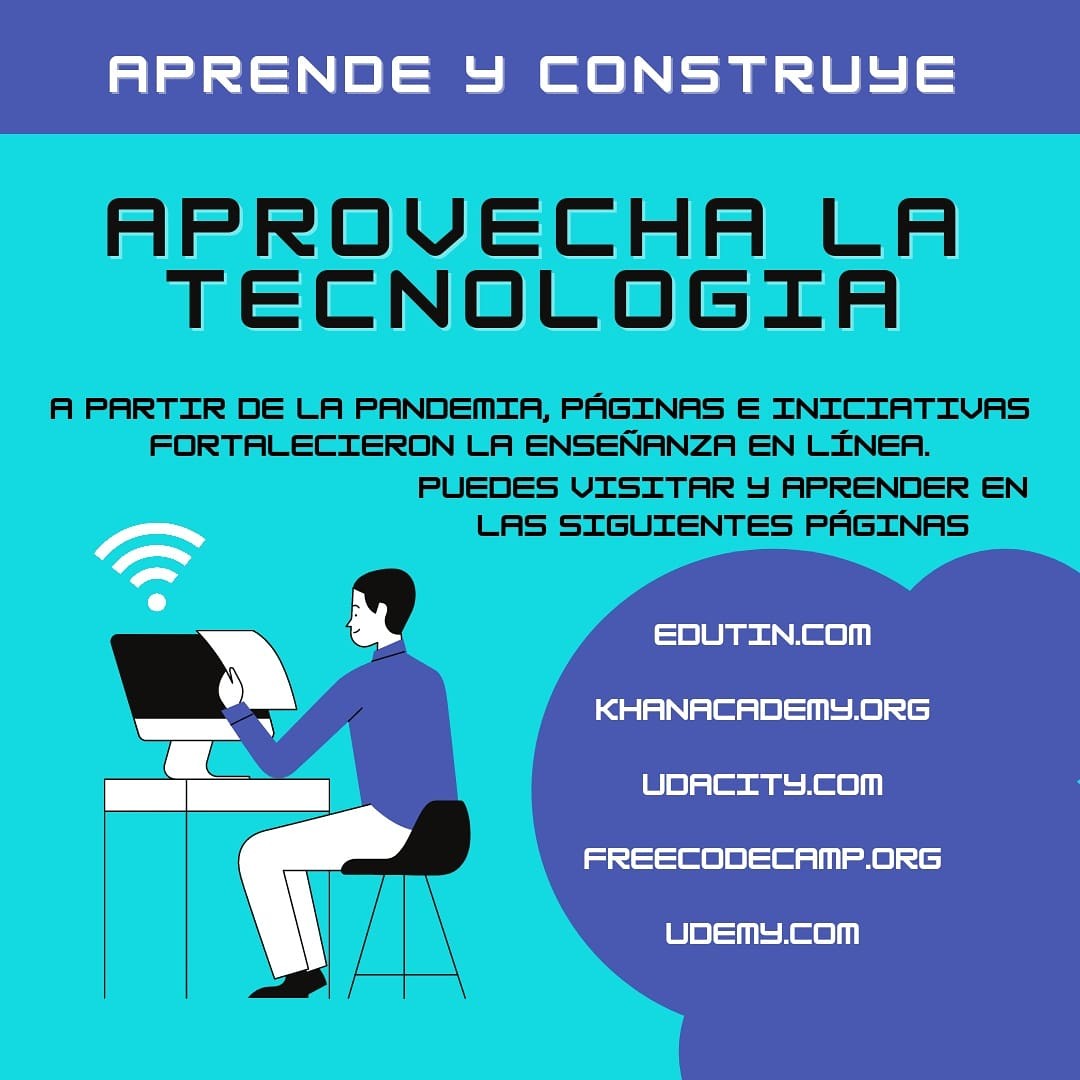 APRENDE Y CONSTRUYE
APROVECHA LA
TECNOLOGIA
A PARTIR DE LA PANDEMIA, PÁGINAS E INICIATIVAS
FORTALECIERON LA ENSEÑANZA EN LÍNEA.
PUEDES VISITAR Y APRENDER EN
LAS SIGUIENTES PÁGINAS
EDUTIN.COM
KHANACADEMY.ORG
UDACITY.COM
FREECODECAMP.ORG
UDEMY.COM